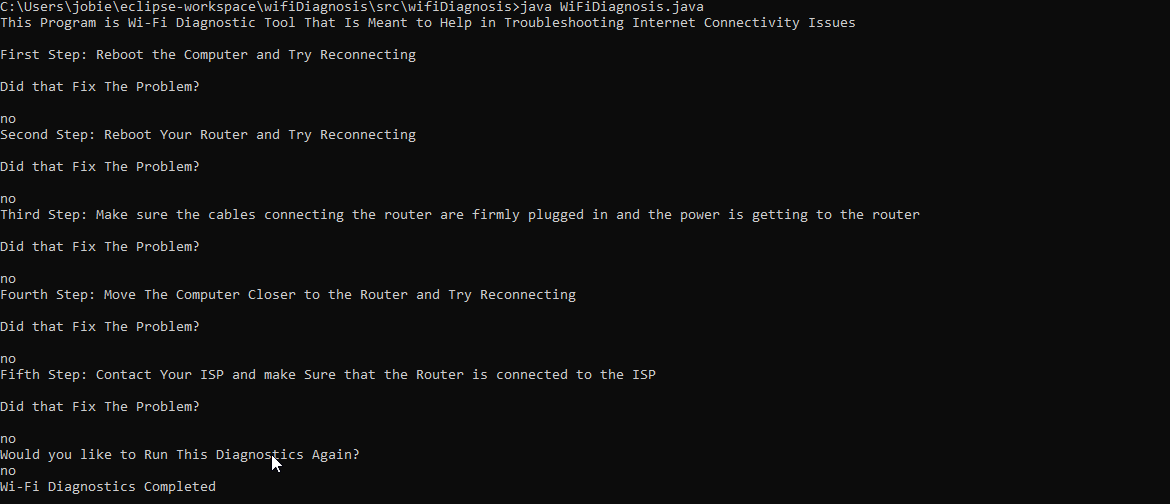 C:\Users\jobie\eclipse-workspace\wifiDiagnosis\src\wifiDiagnosis>java WiFiDiagnosis.java
This Program is Wi-Fi Diagnostic Tool That Is Meant to Help in Troubleshooting Internet Connectivity Issues
First Step: Reboot the Computer and Try Reconnecting
Did that Fix The Problem?
no
Second Step: Reboot Your Router and Try Reconnecting
Did that Fix The Problem?
no
Third Step: Make sure the cables connecting the router are firmly plugged in and the power is getting to the router
Did that Fix The Problem?
no
Fourth Step: Move The Computer Closer to the Router and Try Reconnecting
Did that Fix The Problem?
no
Fifth Step: Contact Your ISP and make Sure that the Router is connected to the ISP
Did that Fix The Problem?
no
Would you like to Run This Diagnostics Again?
no
Wi-Fi Diagnostics Completed